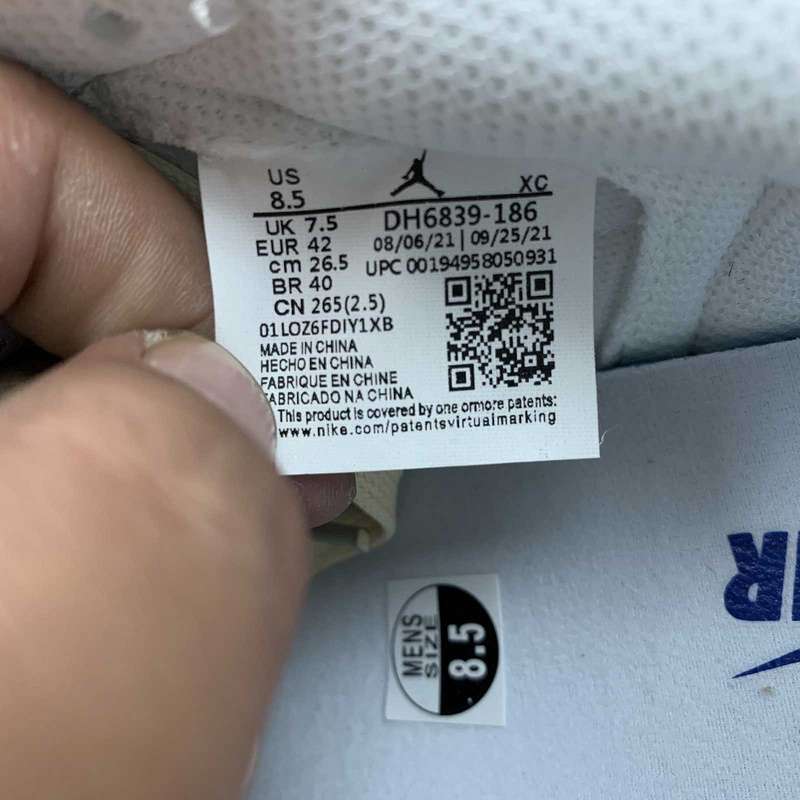 US
8.5
XC
UK 7.5
DH6839-186
EUR 42
08/06/21 | 09/25/21
cm 26.5
UPC 00194958050931
BR 40
CN 265(2.5)
01LOZ6FDIY1XB
MADE IN CHINA
HECHO EN CHINA
FABRIQUE EN CHINE
FABRICADO NA CHINA
This product is covered by one ormore patents:
www.nike.com/patentsvirtualmarking
MENS
SIZE
8.5
IR